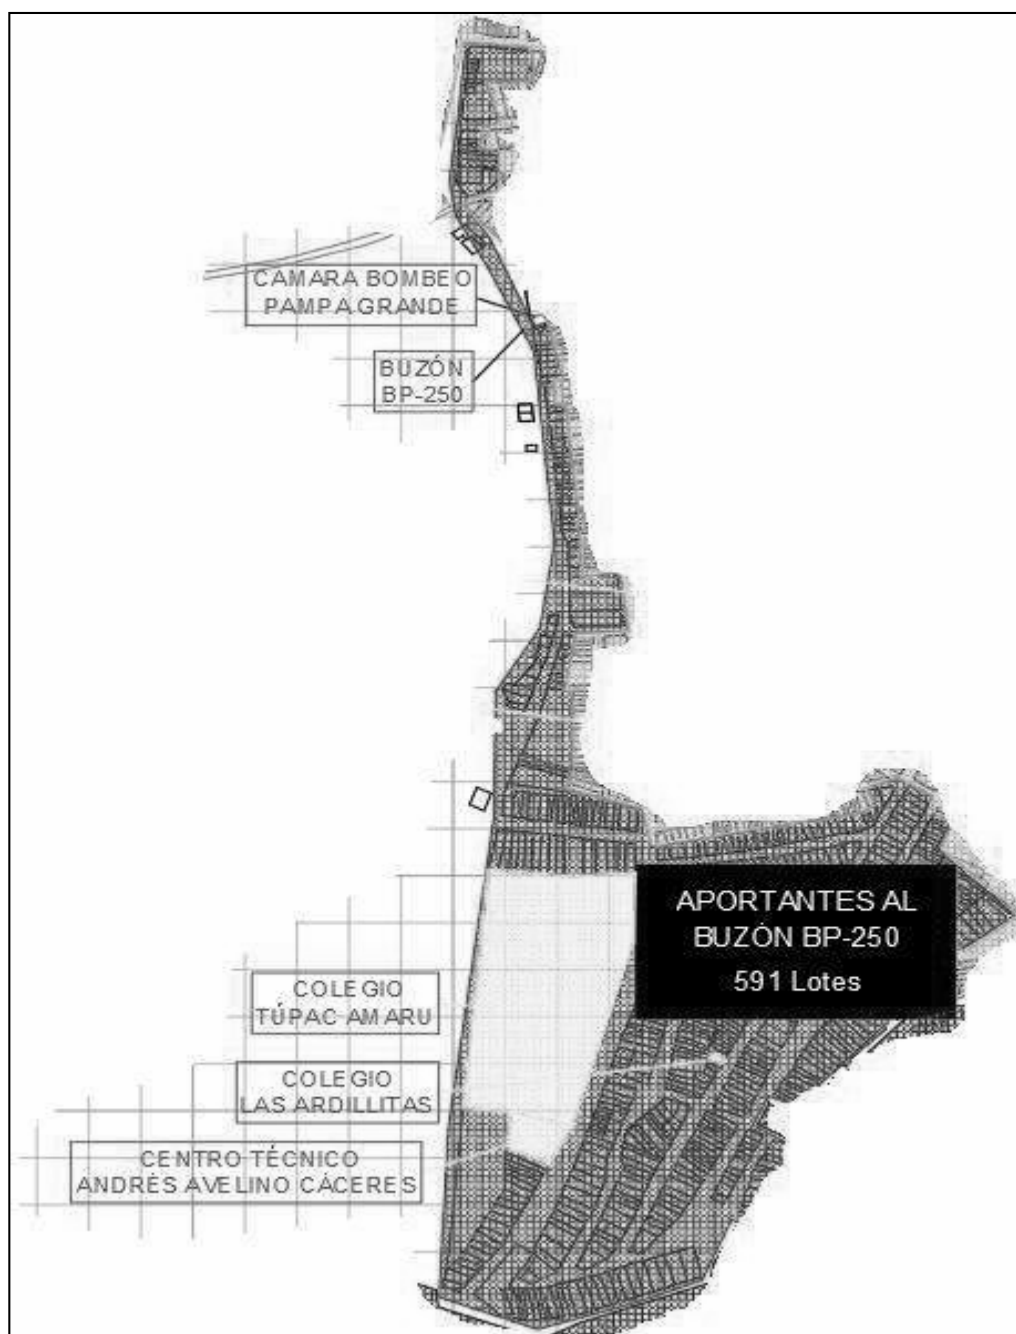 CAMARA BOMBEO
PAMPA GRANDE
BUZÓN
BP-250
APORTANTES AL
BUZÓN BP-250
591 Lotes
COLEGIO
TÚPAC AMARU
COLEGIO
LAS ARDILLITAS
CENTRO TÉCNICO
ANDRÉS AVELINO CÁCERES